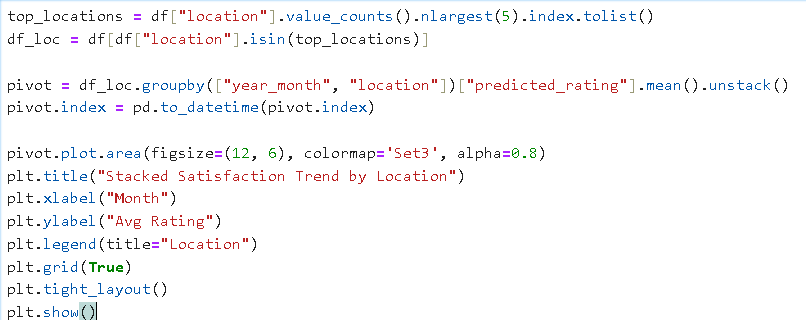 top_locations = df["location"].value_counts().nlargest(5).index.tolist()
df_loc = df[df["location"].isin(top_locations)]
pivot = df_loc.groupby(["year_month", "location"])["predicted_rating"].mean().unstack()
pivot.index = pd.to_datetime(pivot.index)
pivot.plot.area(figsize=(12, 6), colormap='Set3', alpha=0.8)
plt.title("Stacked Satisfaction Trend by Location")
plt.xlabel("Month")
plt.ylabel("Avg Rating")
plt.legend(title="Location")
plt.grid(True)
plt.tight_layout()
plt.show()